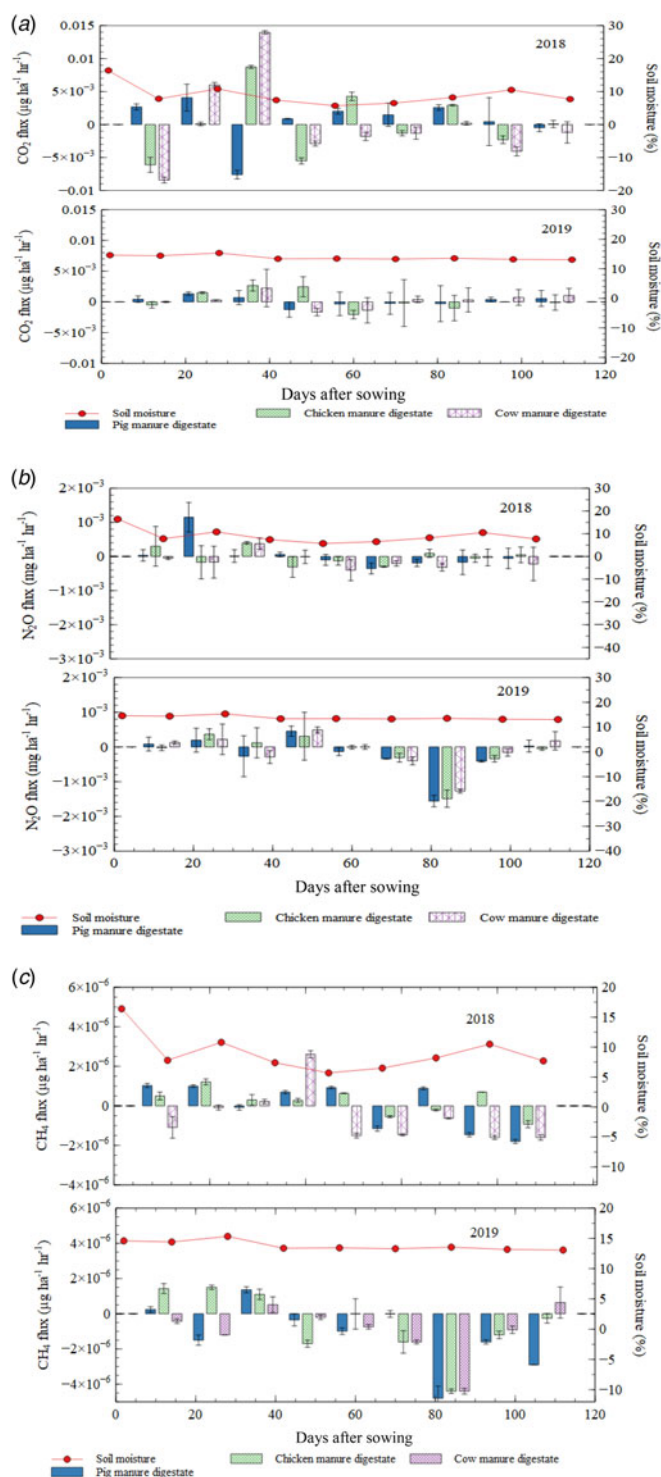 (a)
0.015
0.01
5×10⁻³
0
−5×10⁻³
−0.01
CO₂ flux (µg ha⁻¹ hr⁻¹)
2018
30
20
10
0
−10
−20
Soil moisture (%)
0.015
0.01
5×10⁻³
0
−5×10⁻³
−0.01
CO₂ flux (µg ha⁻¹ hr⁻¹)
2019
30
20
10
0
−10
−20
Soil moisture (%)
0 20 40 60 80 100 120
Days after sowing
Soil moisture
Pig manure digestate
Chicken manure digestate
Cow manure digestate
(b)
2×10⁻³
1×10⁻³
0
−1×10⁻³
−2×10⁻³
−3×10⁻³
N₂O flux (mg ha⁻¹ hr⁻¹)
2018
30
20
10
0
−10
−20
−30
−40
Soil moisture (%)
2×10⁻³
1×10⁻³
0
−1×10⁻³
−2×10⁻³
−3×10⁻³
N₂O flux (mg ha⁻¹ hr⁻¹)
2019
30
20
10
0
−10
−20
−30
−40
Soil moisture (%)
0 20 40 60 80 100 120
Days after sowing
Soil moisture
Pig manure digestate
Chicken manure digestate
Cow manure digestate
(c)
6×10⁻⁶
4×10⁻⁶
2×10⁻⁶
0
−2×10⁻⁶
−4×10⁻⁶
CH₄ flux (µg ha⁻¹ hr⁻¹)
2018
20
15
10
5
0
−5
−10
Soil moisture (%)
6×10⁻⁶
4×10⁻⁶
2×10⁻⁶
0
−2×10⁻⁶
−4×10⁻⁶
CH₄ flux (µg ha⁻¹ hr⁻¹)
2019
20
15
10
5
0
−5
−10
Soil moisture (%)
0 20 40 60 80 100 120
Days after sowing
Soil moisture
Pig manure digestate
Chicken manure digestate
Cow manure digestate